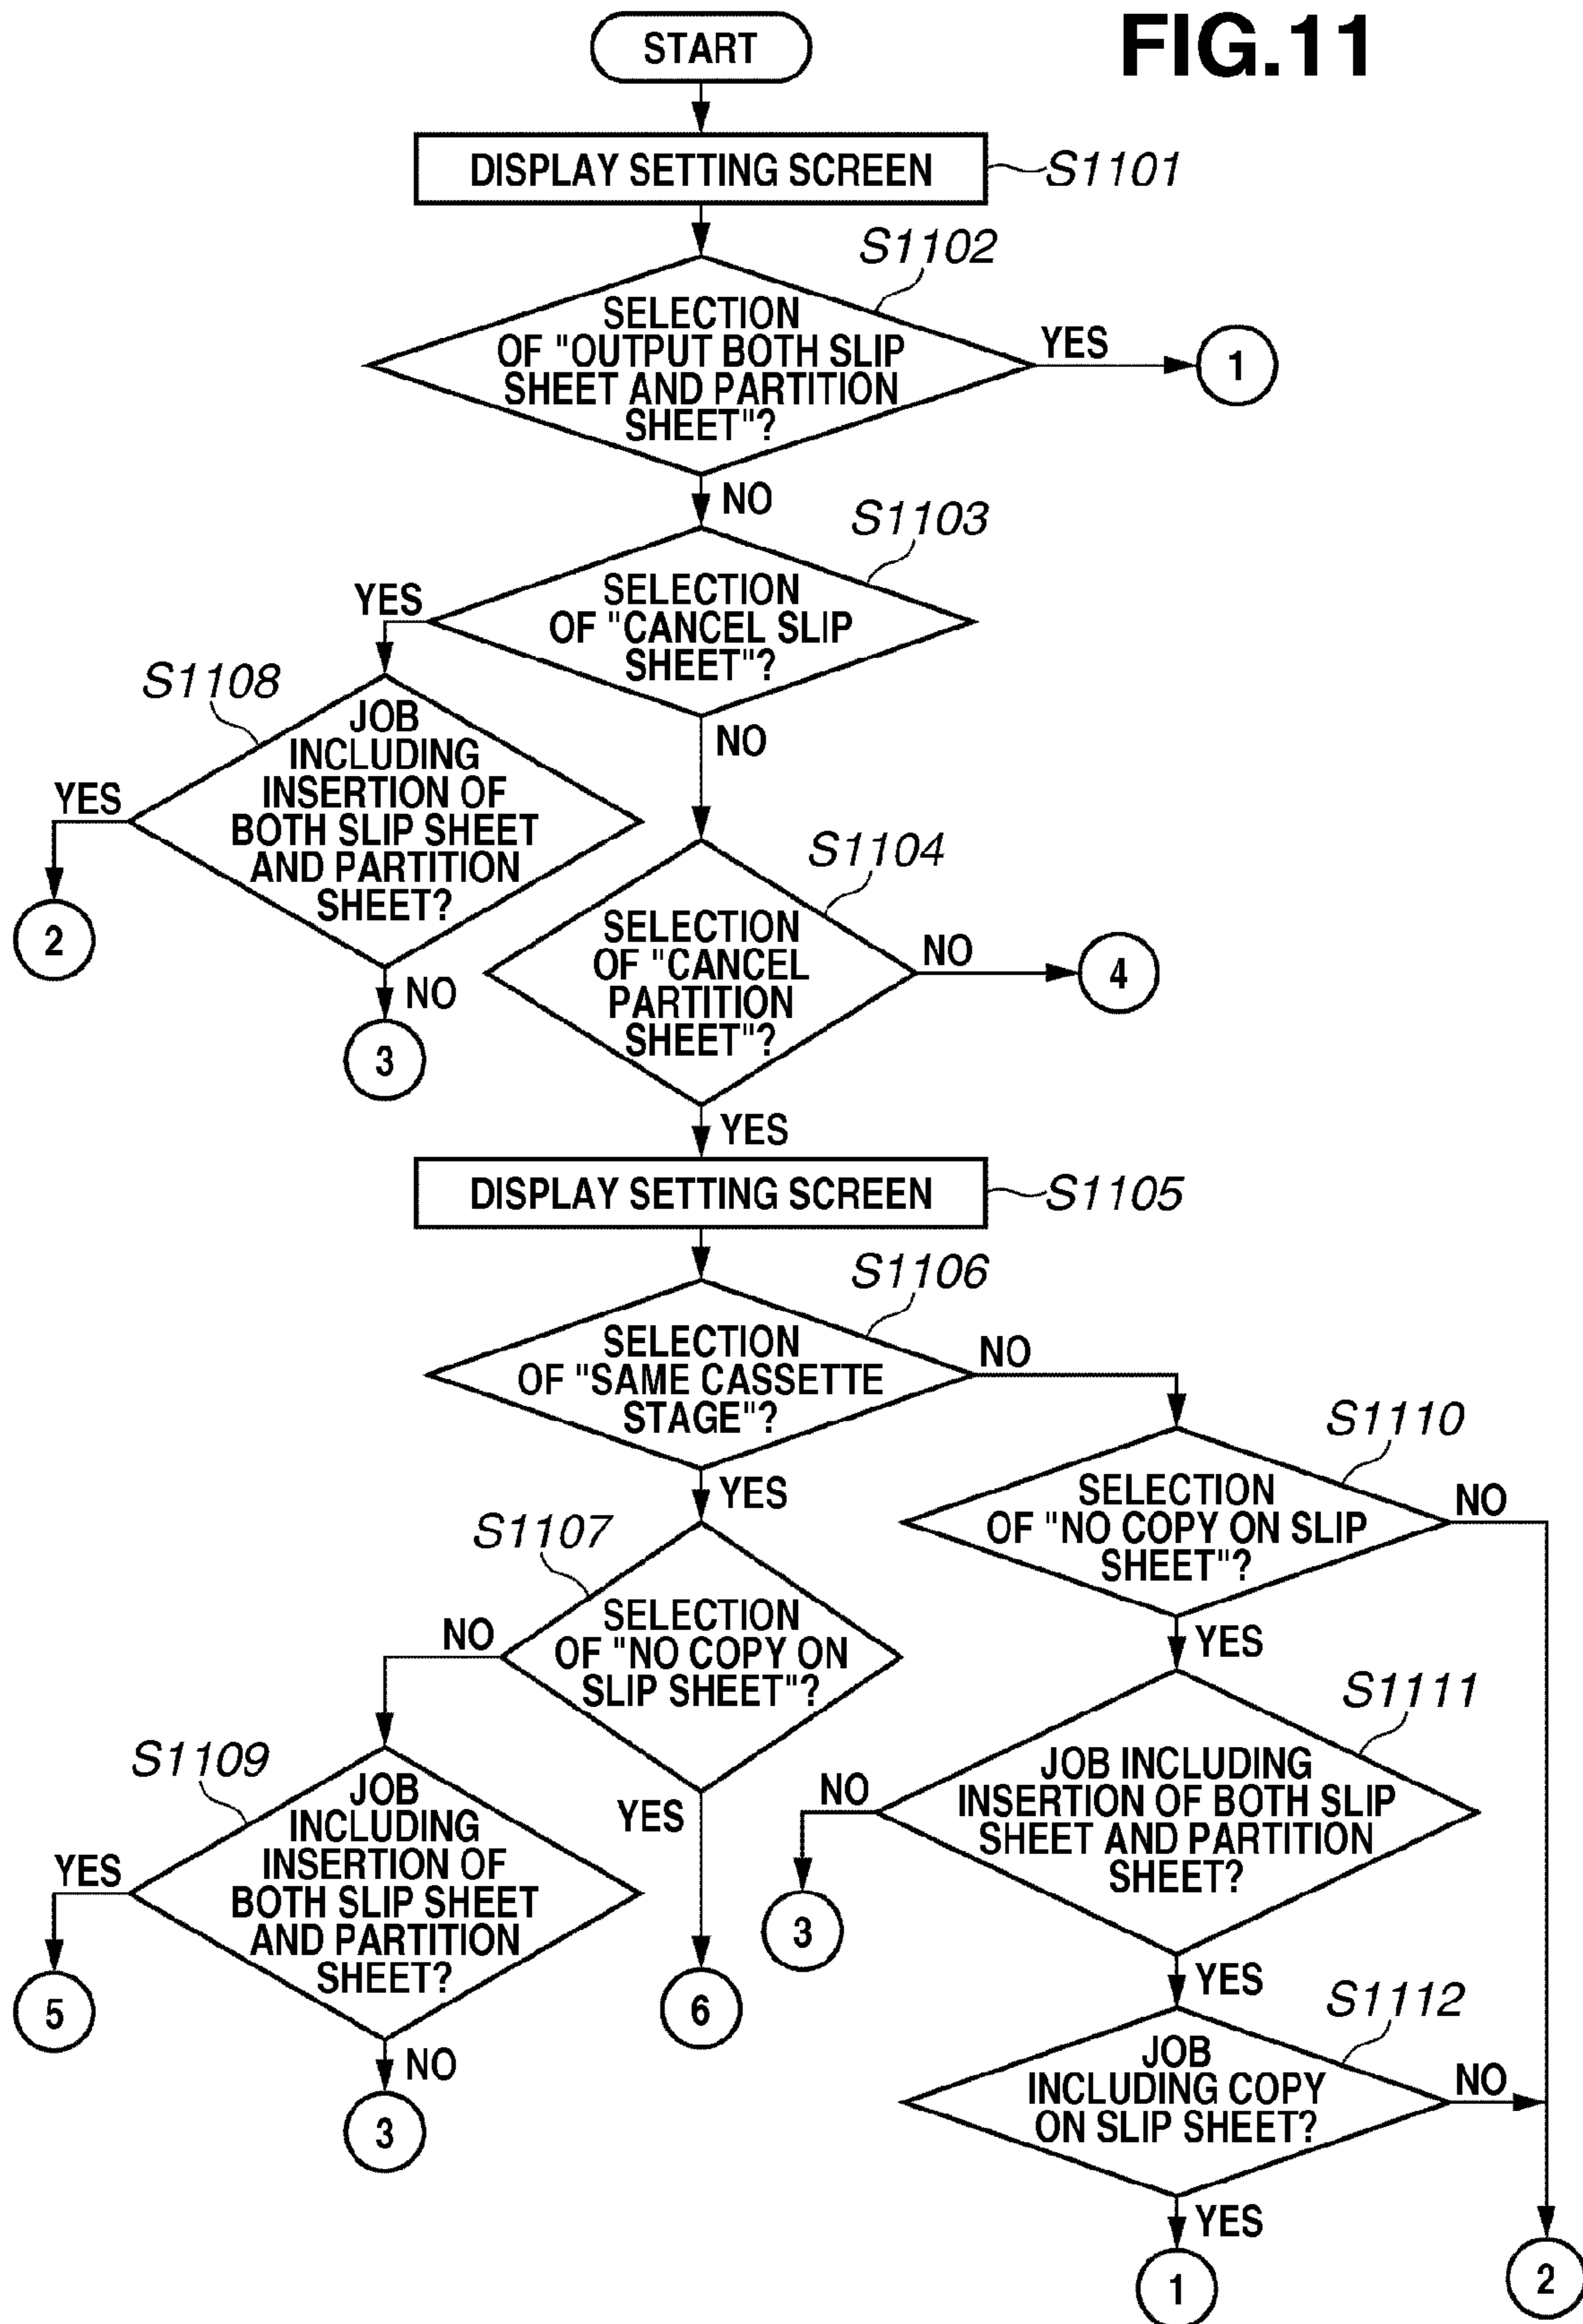 FIG.11
START
DISPLAY SETTING SCREEN
S1101
S1102
SELECTION
OF "OUTPUT BOTH SLIP
SHEET AND PARTITION
SHEET"?
YES
1
NO
S1103
SELECTION
OF "CANCEL SLIP
SHEET"?
YES
NO
S1108
JOB
INCLUDING
INSERTION OF
BOTH SLIP SHEET
AND PARTITION
SHEET?
YES
2
NO
3
S1104
SELECTION
OF "CANCEL
PARTITION
SHEET"?
NO
4
YES
DISPLAY SETTING SCREEN
S1105
S1106
SELECTION
OF "SAME CASSETTE
STAGE"?
NO
YES
S1107
SELECTION
OF "NO COPY ON
SLIP SHEET"?
NO
YES
6
S1109
JOB
INCLUDING
INSERTION OF
BOTH SLIP SHEET
AND PARTITION
SHEET?
YES
5
NO
3
S1110
SELECTION
OF "NO COPY ON SLIP
SHEET"?
NO
YES
S1111
JOB INCLUDING
INSERTION OF BOTH SLIP
SHEET AND PARTITION
SHEET?
NO
3
YES
S1112
JOB
INCLUDING COPY
ON SLIP SHEET?
NO
YES
1
2